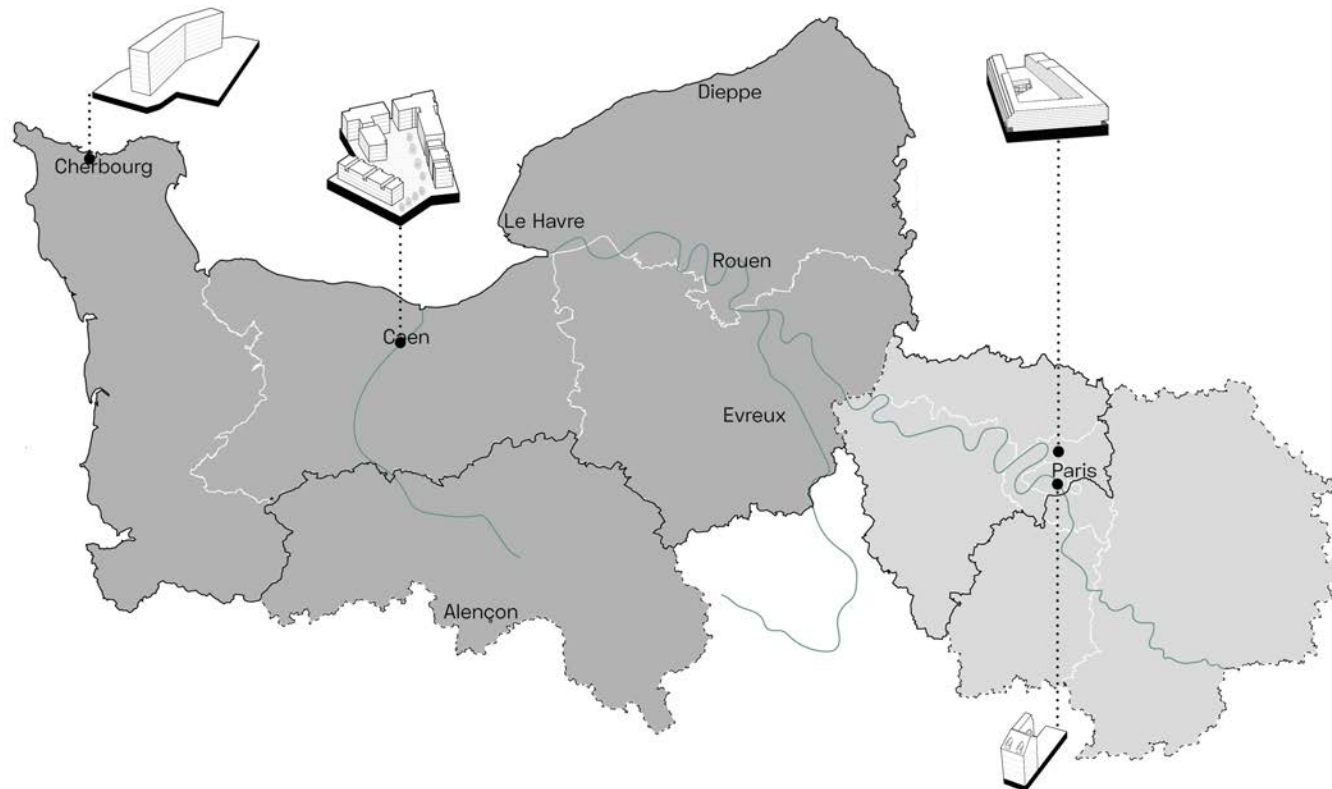 Dieppe
Cherbourg
Le Havre
Rouen
Caen
Evreux
Paris
Alençon